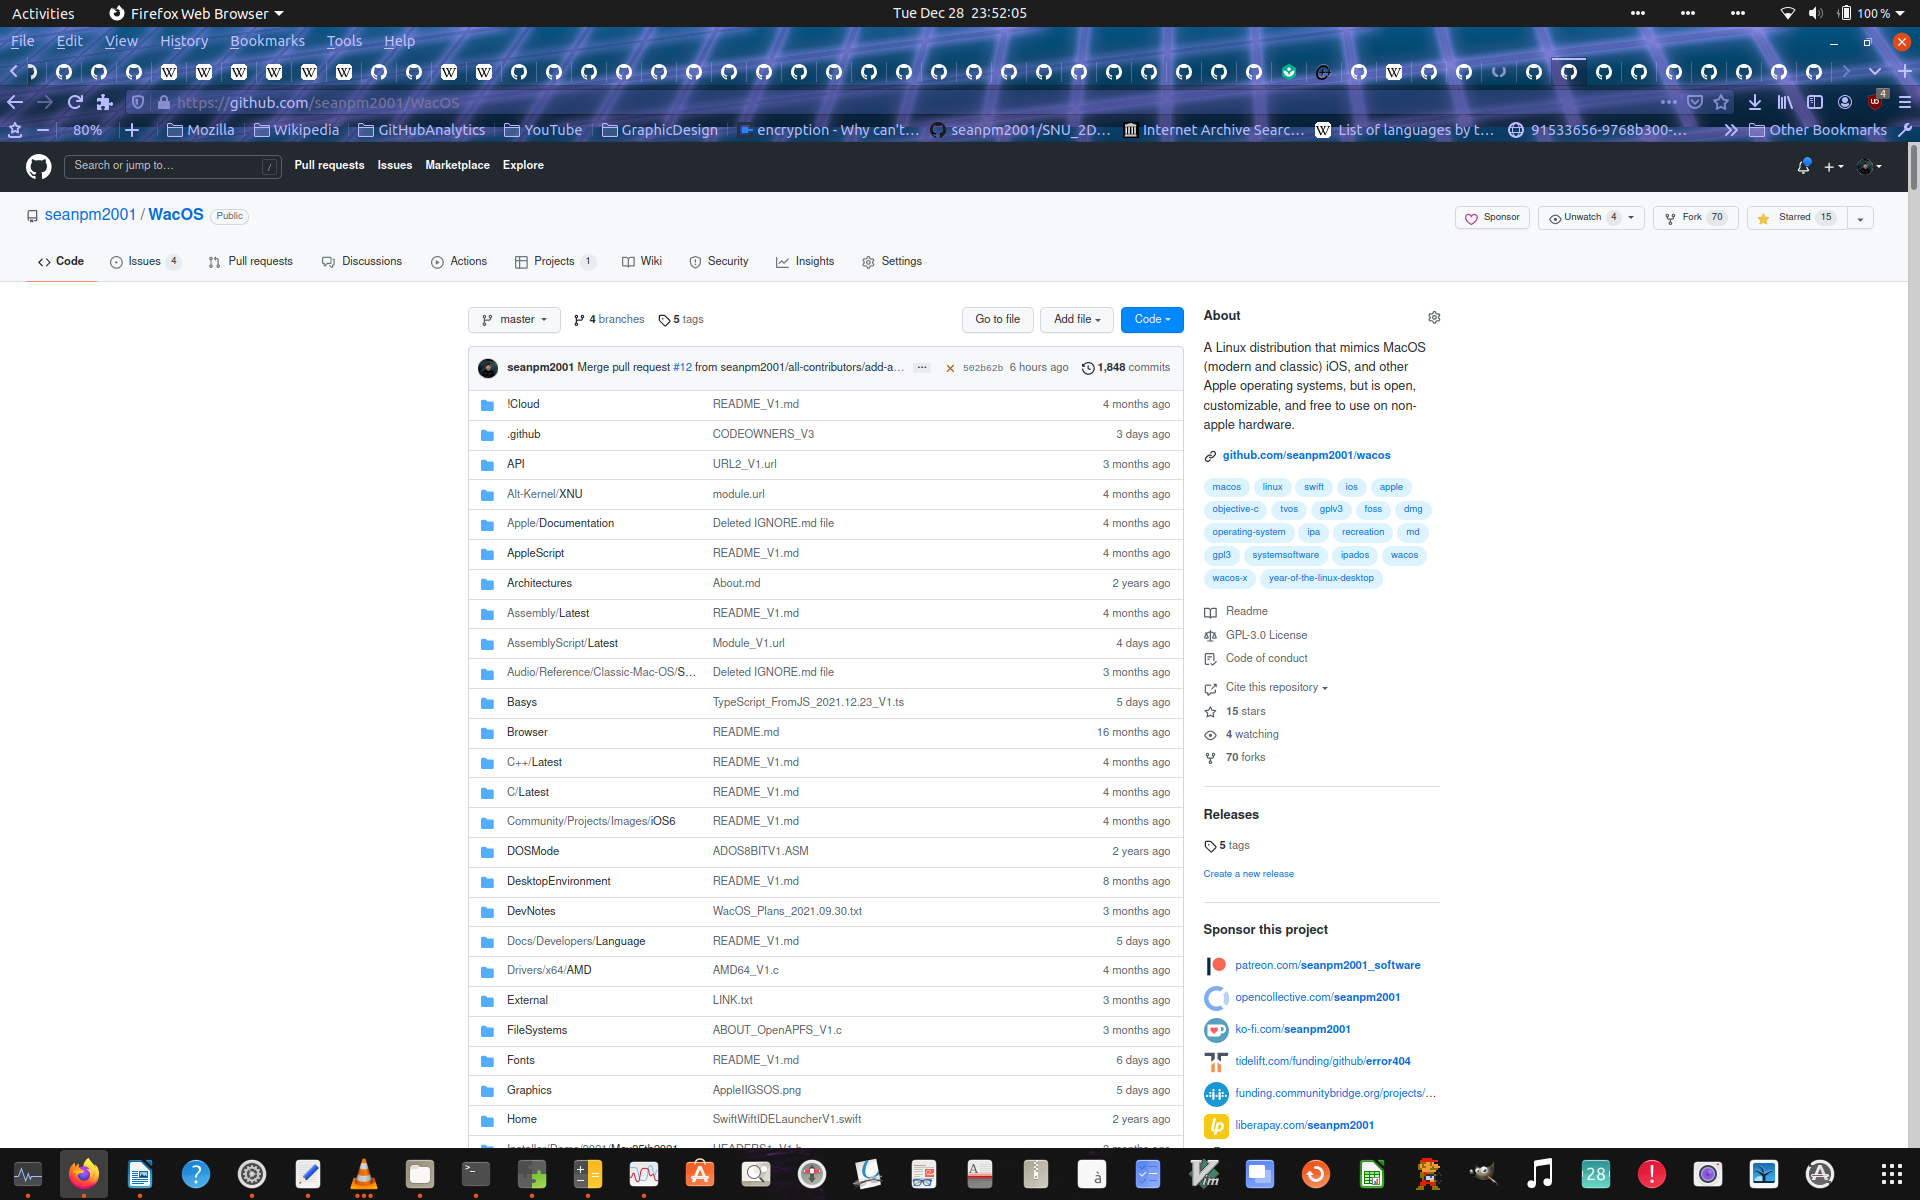 Activities Firefox Web Browser Tue Dec 28 23:52:05 100 %
File Edit View History Bookmarks Tools Help
https://github.com/seanpm2001/WacOS 4
80% Mozilla Wikipedia GitHubAnalytics YouTube GraphicDesign encryption - Why can't... seanpm2001/SNU_2D... Internet Archive Searc... List of languages by t... 91533656-9768b300-... Other Bookmarks
Search or jump to... / Pull requests Issues Marketplace Explore
seanpm2001 / WacOS Public Sponsor Unwatch 4 Fork 70 Starred 15
Code Issues 4 Pull requests Discussions Actions Projects 1 Wiki Security Insights Settings
master 4 branches 5 tags Go to file Add file Code
seanpm2001 Merge pull request #12 from seanpm2001/all-contributors/add-a... ... 502b62b 6 hours ago 1,848 commits
!Cloud README_V1.md 4 months ago
.github CODEOWNERS_V3 3 days ago
API URL2_V1.url 3 months ago
Alt-Kernel/XNU module.url 4 months ago
Apple/Documentation Deleted IGNORE.md file 4 months ago
AppleScript README_V1.md 4 months ago
Architectures About.md 2 years ago
Assembly/Latest README_V1.md 4 months ago
AssemblyScript/Latest Module_V1.url 4 days ago
Audio/Reference/Classic-Mac-OS/S... Deleted IGNORE.md file 3 months ago
Basys TypeScript_FromJS_2021.12.23_V1.ts 5 days ago
Browser README.md 16 months ago
C++/Latest README_V1.md 4 months ago
C/Latest README_V1.md 4 months ago
Community/Projects/Images/iOS6 README_V1.md 4 months ago
DOSMode ADOS8BITV1.ASM 2 years ago
DesktopEnvironment README_V1.md 8 months ago
DevNotes WacOS_Plans_2021.09.30.txt 3 months ago
Docs/Developers/Language README_V1.md 5 days ago
Drivers/x64/AMD AMD64_V1.c 4 months ago
External LINK.txt 3 months ago
FileSystems ABOUT_OpenAPFS_V1.c 3 months ago
Fonts README_V1.md 6 days ago
Graphics AppleIIGSOS.png 5 days ago
Home SwiftWiftIDELauncherV1.swift 2 years ago
About
A Linux distribution that mimics MacOS
(modern and classic) iOS, and other
Apple operating systems, but is open,
customizable, and free to use on non-
apple hardware.
github.com/seanpm2001/wacos
macos linux swift ios apple
objective-c tvos gplv3 foss dmg
operating-system ipa recreation md
gpl3 systemsoftware ipados wacos
wacos-x year-of-the-linux-desktop
Readme
GPL-3.0 License
Code of conduct
Cite this repository
15 stars
4 watching
70 forks
Releases
5 tags
Create a new release
Sponsor this project
patreon.com/seanpm2001_software
opencollective.com/seanpm2001
ko-fi.com/seanpm2001
tidelift.com/funding/github/error404
funding.communitybridge.org/projects/...
liberapay.com/seanpm2001
28